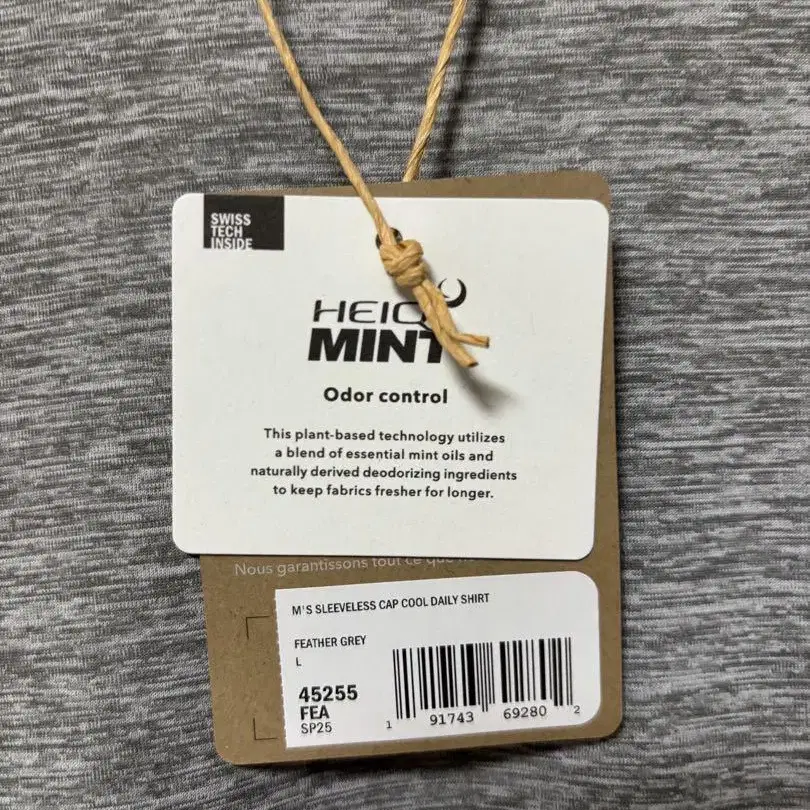 SWISS
TECH
INSIDE
HEIQ
MINT
Odor control
This plant-based technology utilizes
a blend of essential mint oils and
naturally derived deodorizing ingredients
to keep fabrics fresher for longer.
Nous garantissons tout ce que
M'S SLEEVELESS CAP COOL DAILY SHIRT
FEATHER GREY
L
45255
FEA
SP25
1 91743 69280 2